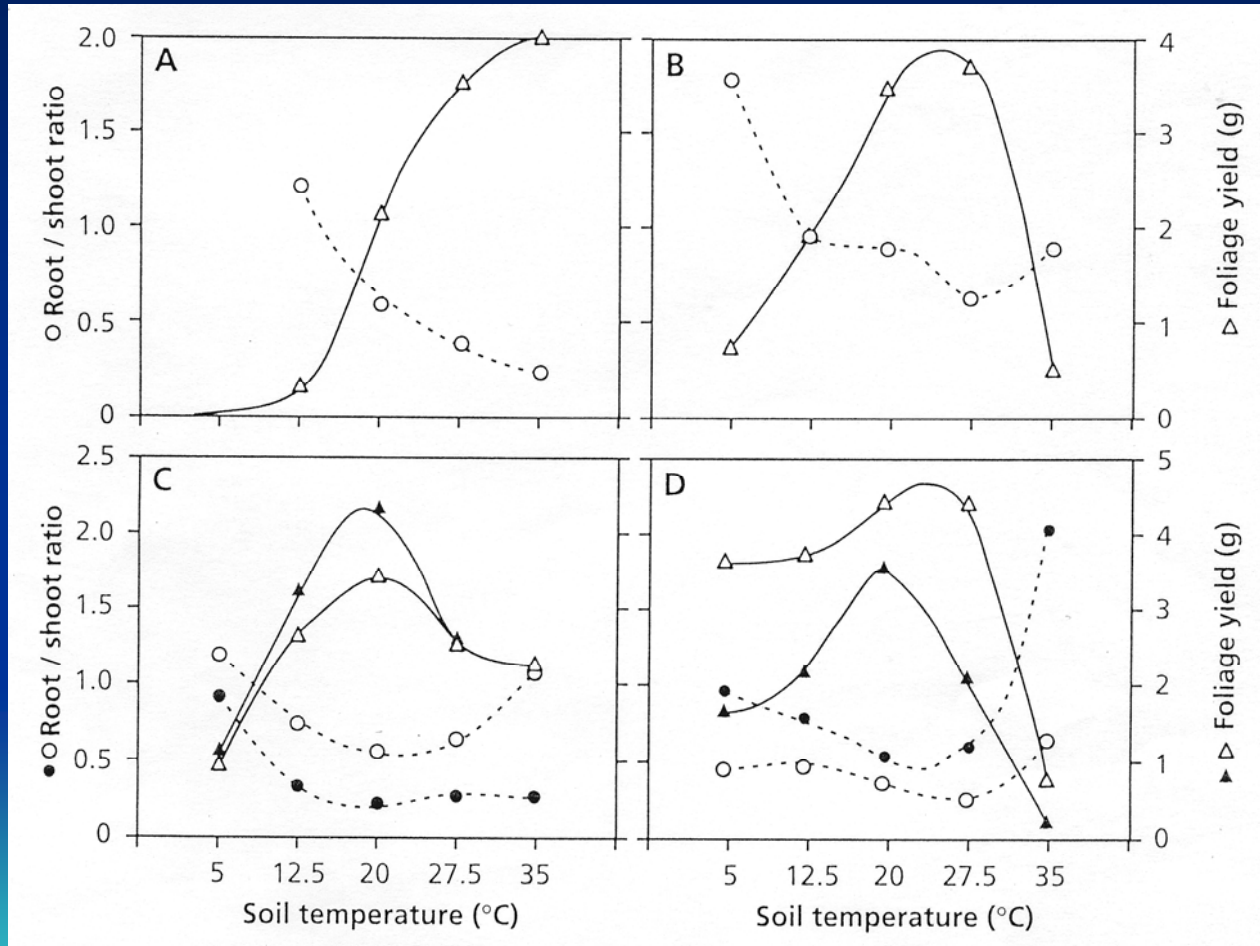 A
B
2.0
1.5
1.0
0.5
0
○ Root / shoot ratio
4
3
2
1
0
△ Foliage yield (g)
C
D
2.5
2.0
1.5
1.0
0.5
0
● ○ Root / shoot ratio
5
4
3
2
1
0
▲ △ Foliage yield (g)
5 12.5 20 27.5 35
5 12.5 20 27.5 35
Soil temperature (°C)
Soil temperature (°C)